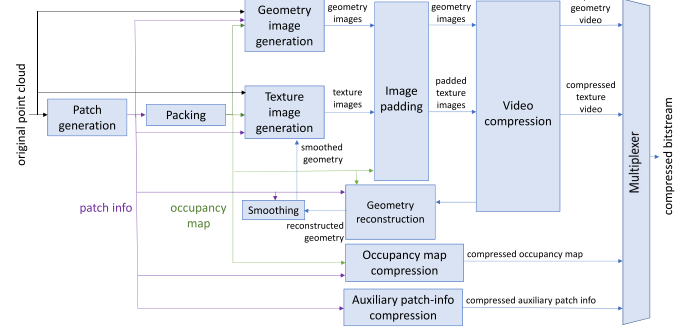 geometry
images
geometry
images
geometry
video
Geometry
image
generation
original point cloud
Patch
generation
Packing
Texture
image
generation
texture
images
Image
padding
padded
texture
images
Video
compression
compressed
texture
video
Multiplexer
compressed bitstream
smoothed
geometry
patch info
occupancy
map
Smoothing
reconstructed
geometry
Geometry
reconstruction
Occupancy map
compression
compressed occupancy map
Auxiliary patch-info
compression
compressed auxiliary patch info